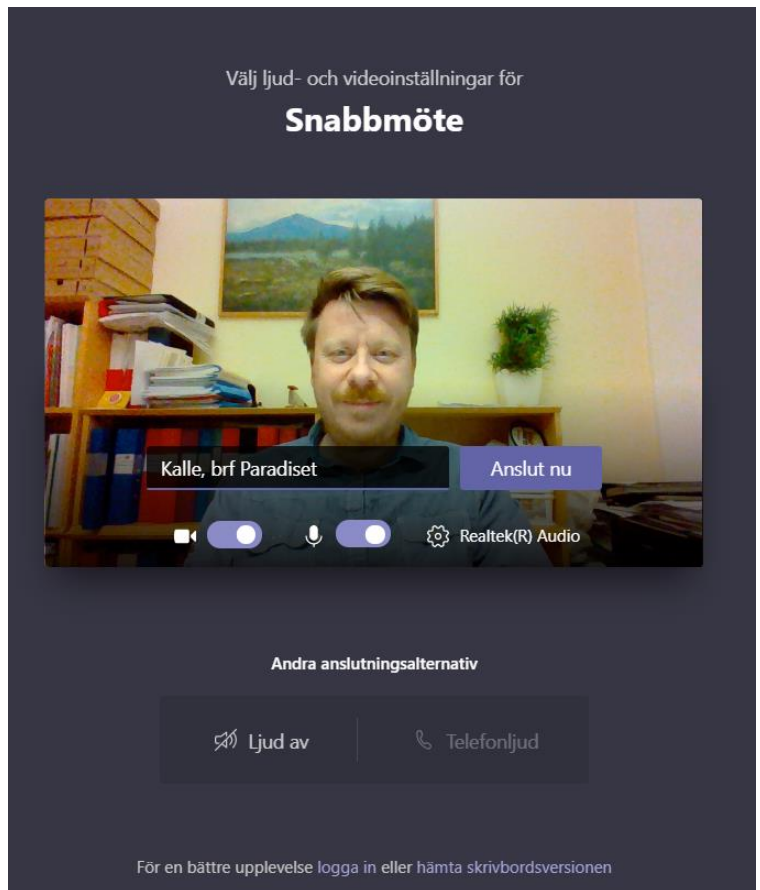 Välj ljud- och videoinställningar för
Snabbmöte
Kalle, brf Paradiset
Anslut nu
Realtek(R) Audio
Andra anslutningsalternativ
Ljud av
Telefonljud
För en bättre upplevelse logga in eller hämta skrivbordsversionen